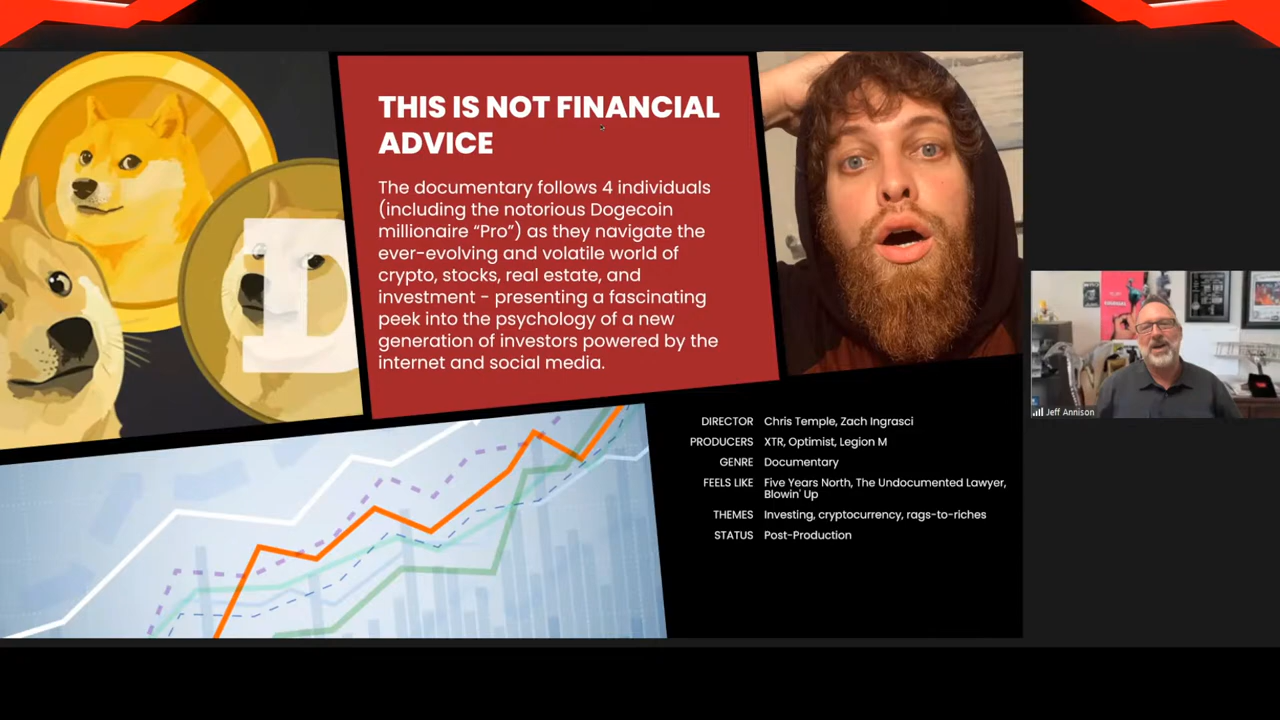 THIS IS NOT FINANCIAL
ADVICE
The documentary follows 4 individuals
(including the notorious Dogecoin
millionaire “Pro”) as they navigate the
ever-evolving and volatile world of
crypto, stocks, real estate, and
investment - presenting a fascinating
peek into the psychology of a new
generation of investors powered by the
internet and social media.
D
DIRECTOR Chris Temple, Zach Ingrasci
PRODUCERS XTR, Optimist, Legion M
GENRE Documentary
FEELS LIKE Five Years North, The Undocumented Lawyer,
Blowin' Up
THEMES Investing, cryptocurrency, rags-to-riches
STATUS Post-Production
Jeff Annison